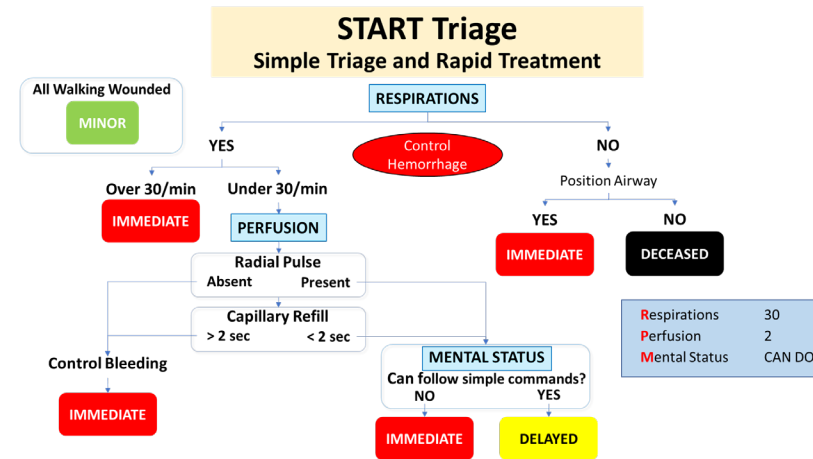 START Triage
Simple Triage and Rapid Treatment
All Walking Wounded
MINOR
RESPIRATIONS
Control
Hemorrhage
YES
NO
Over 30/min
Under 30/min
IMMEDIATE
Position Airway
YES
NO
IMMEDIATE
DECEASED
PERFUSION
Radial Pulse
Absent
Present
Capillary Refill
> 2 sec
< 2 sec
Control Bleeding
IMMEDIATE
MENTAL STATUS
Can follow simple commands?
NO
YES
IMMEDIATE
DELAYED
Respirations 30
Perfusion 2
Mental Status CAN DO